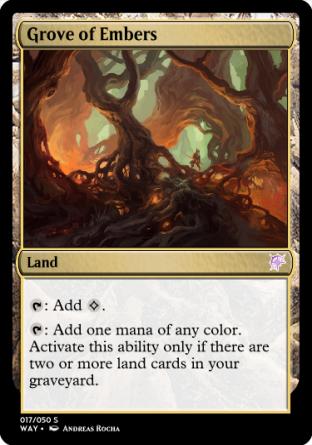 Grove of Embers
Land
: Add .
: Add one mana of any color.
Activate this ability only if there are
two or more land cards in your
graveyard.
017/050 S
WAY • Andreas Rocha